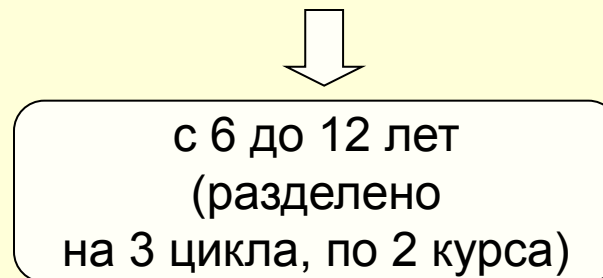 с 6 до 12 лет
(разделено
на 3 цикла, по 2 курса)